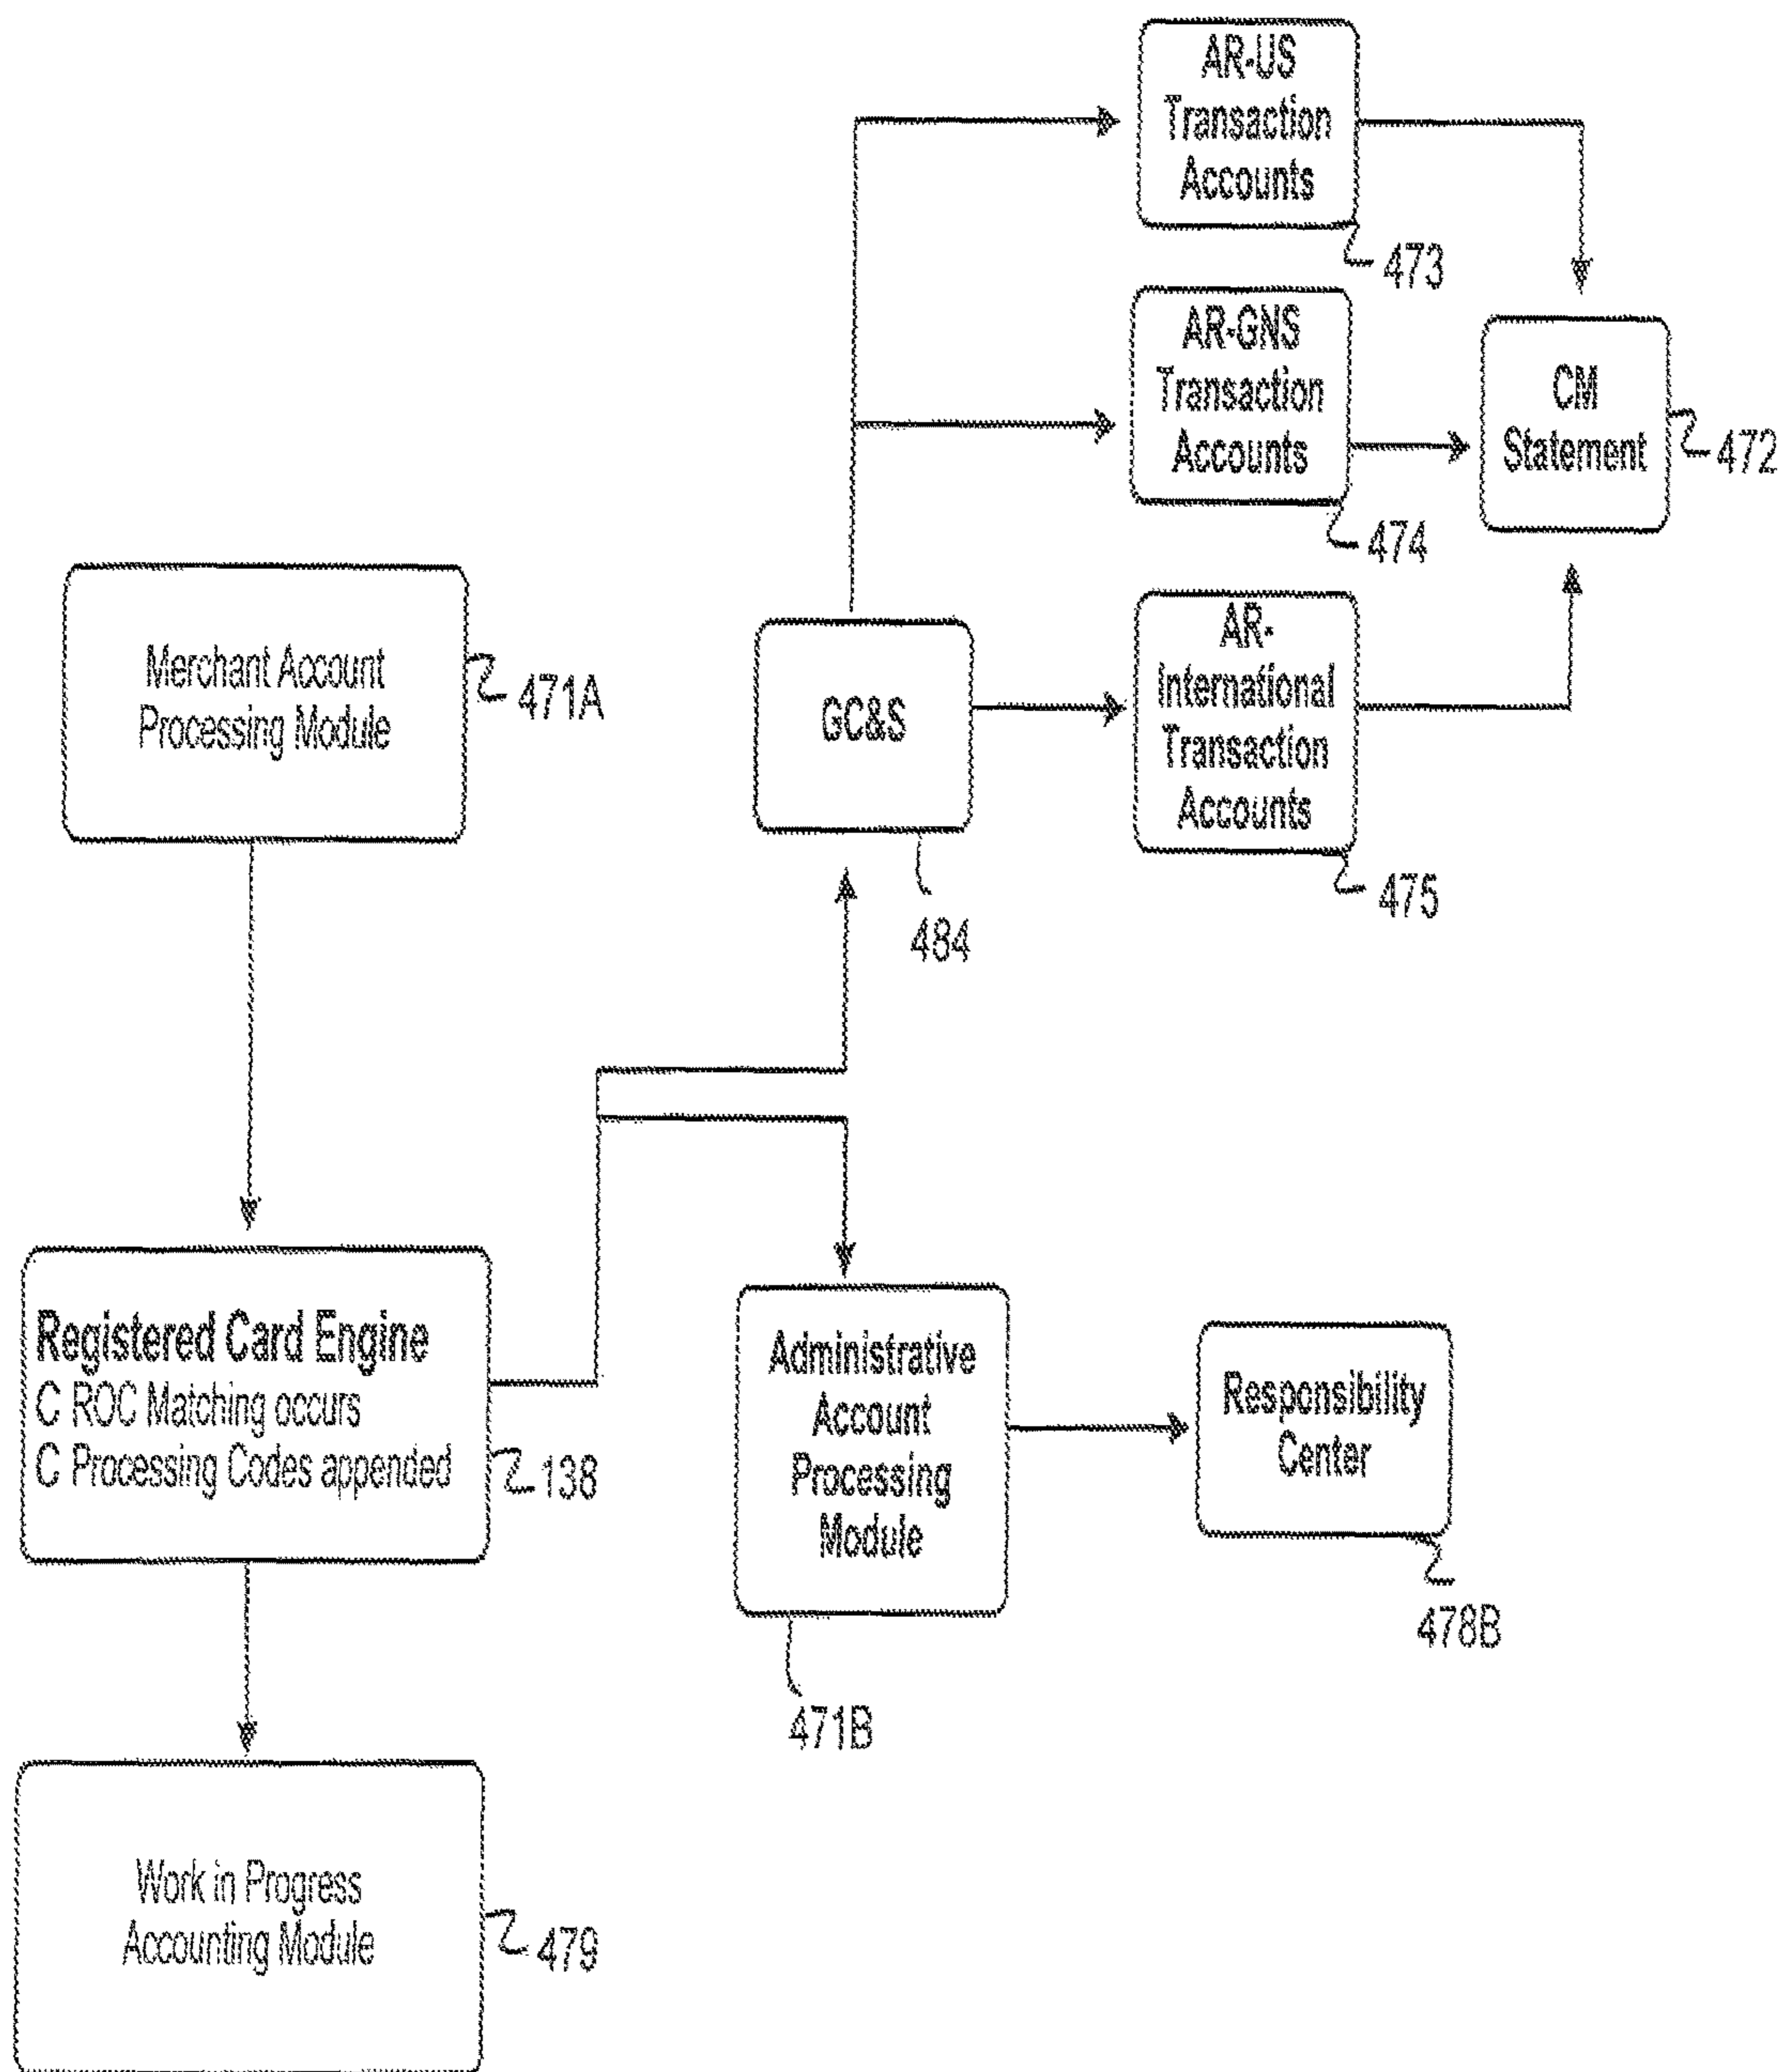 AR-US
Transaction
Accounts
473
AR-GNS
Transaction
Accounts
474
CM
Statement
472
Merchant Account
Processing Module
471A
GC&S
484
AR-
International
Transaction
Accounts
475
Registered Card Engine
C ROC Matching occurs
C Processing Codes appended
138
Administrative
Account
Processing
Module
471B
Responsibility
Center
478B
Work in Progress
Accounting Module
479